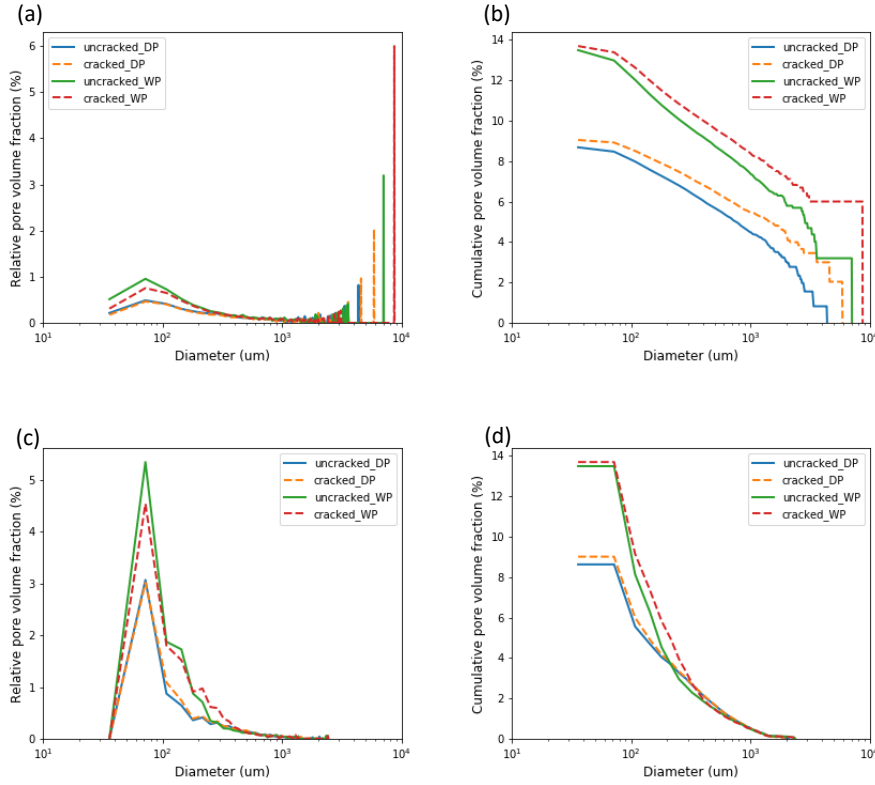 (a)
6
5
4
3
2
1
0
Relative pore volume fraction (%)
uncracked_DP
cracked_DP
uncracked_WP
cracked_WP
10¹ 10² 10³ 10⁴
Diameter (um)
(b)
14
12
10
8
6
4
2
0
Cumulative pore volume fraction (%)
uncracked_DP
cracked_DP
uncracked_WP
cracked_WP
10¹ 10² 10³ 10⁴
Diameter (um)
(c)
5
4
3
2
1
0
Relative pore volume fraction (%)
uncracked_DP
cracked_DP
uncracked_WP
cracked_WP
10¹ 10² 10³ 10⁴
Diameter (um)
(d)
14
12
10
8
6
4
2
0
Cumulative pore volume fraction (%)
uncracked_DP
cracked_DP
uncracked_WP
cracked_WP
10¹ 10² 10³ 10⁴
Diameter (um)